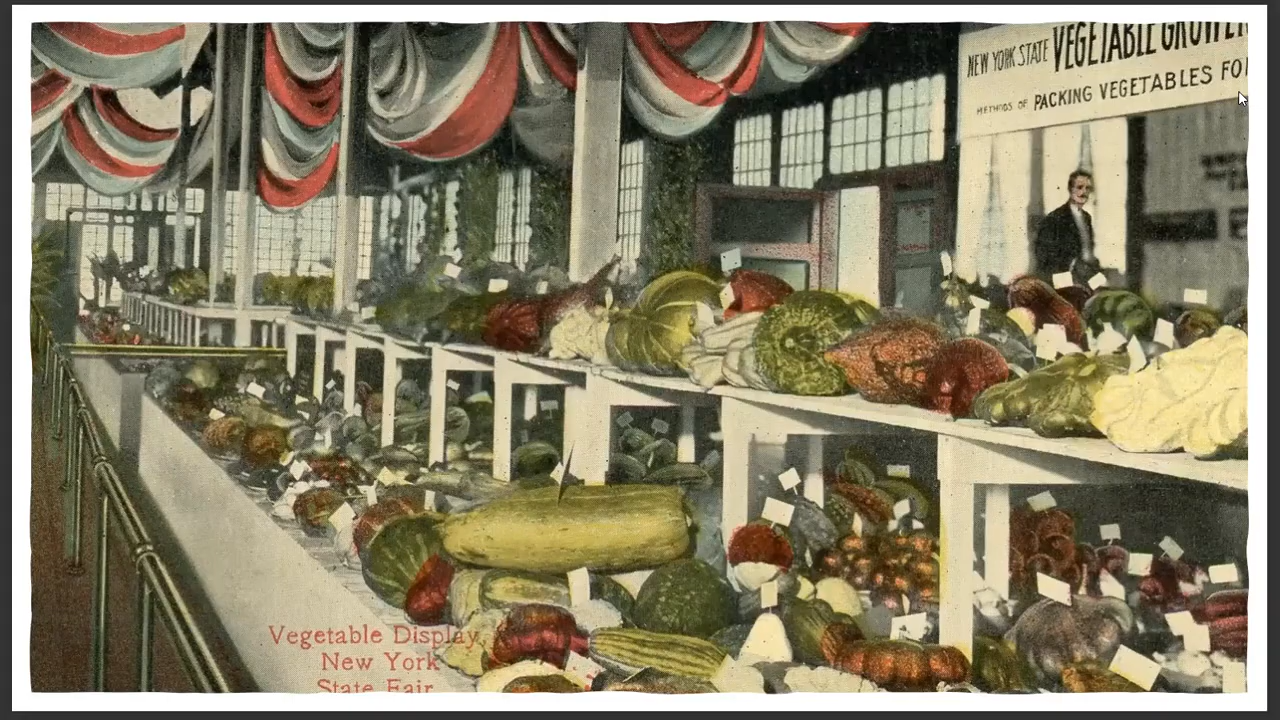 NEW YORK STATE VEGETABLE GROWER
METHODS OF PACKING VEGETABLES FO
Vegetable Display,
New York
State Fair